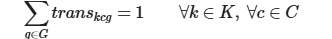 ∑_{g∈G} trans_{kcg} = 1 ∀k ∈ K, ∀c ∈ C